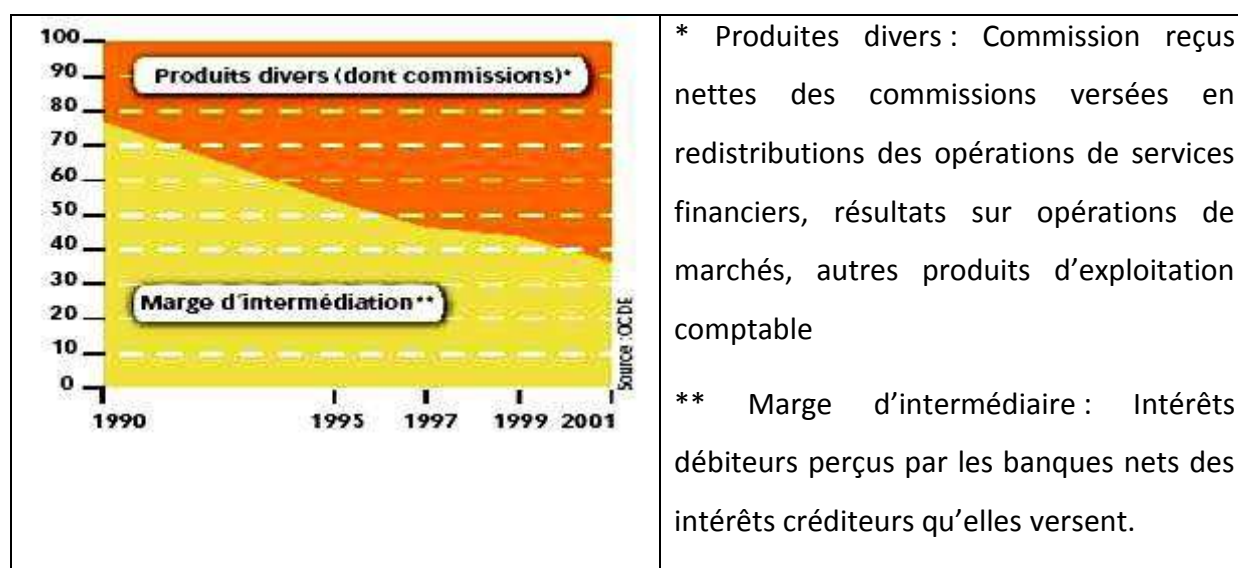 100
90
80
70
60
50
40
30
20
10
0
Produits divers (dont commissions)*
Marge d'intermédiation**
1990 1995 1997 1999 2001
Source : OCDE
* Produites divers : Commission reçus
nettes des commissions versées en
redistributions des opérations de services
financiers, résultats sur opérations de
marchés, autres produits d'exploitation
comptable
** Marge d'intermédiaire : Intérêts
débiteurs perçus par les banques nets des
intérêts créditeurs qu'elles versent.